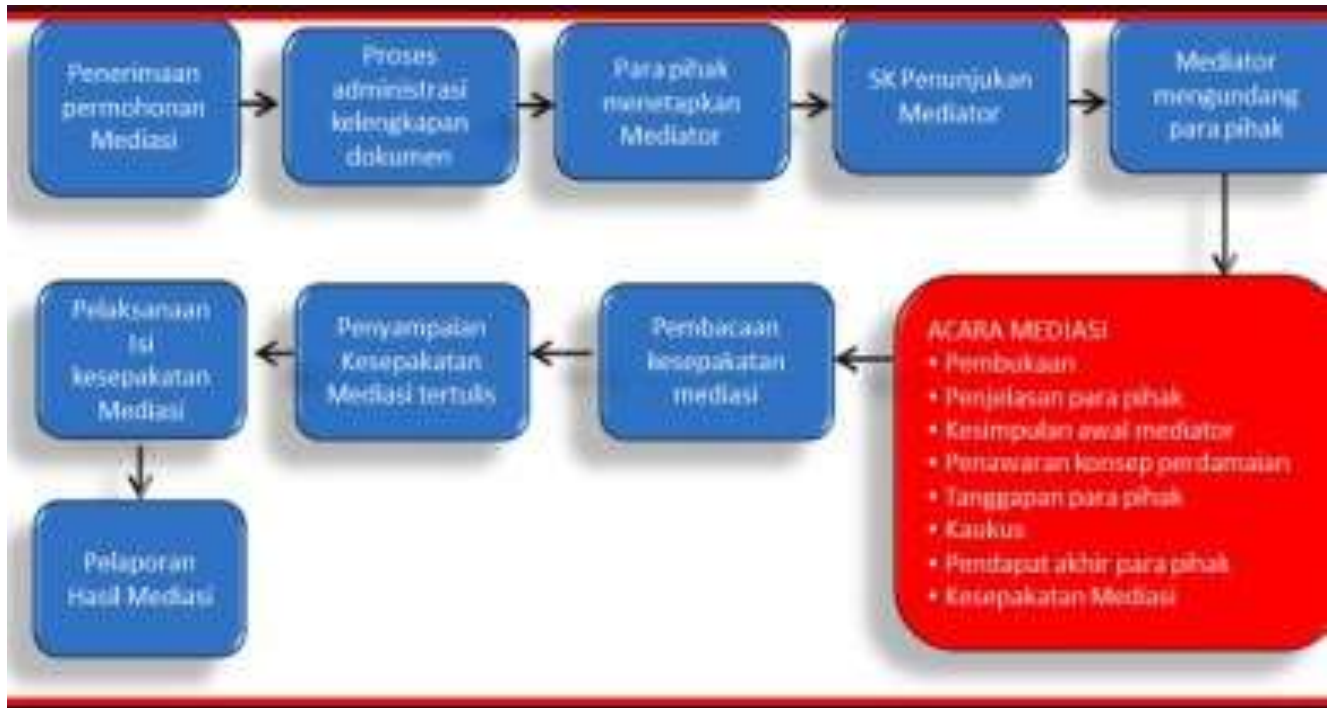 Penerimaan
permohonan
Mediasi
Proses
administrasi
kelengkapan
dokumen
Para pihak
menetapkan
Mediator
SK Penunjukan
Mediator
Mediator
mengundang
para pihak
ACARA MEDIASI
• Pembukaan
• Penjelasan para pihak
• Kesimpulan awal mediator
• Penawaran konsep perdamaian
• Tanggapan para pihak
• Kaukus
• Pendapat akhir para pihak
• Kesepakatan Mediasi
Pembacaan
kesepakatan
mediasi
Penyampaian
Kesepakatan
Mediasi tertulis
Pelaksanaan
Isi
kesepakatan
Mediasi
Pelaporan
Hasil Mediasi